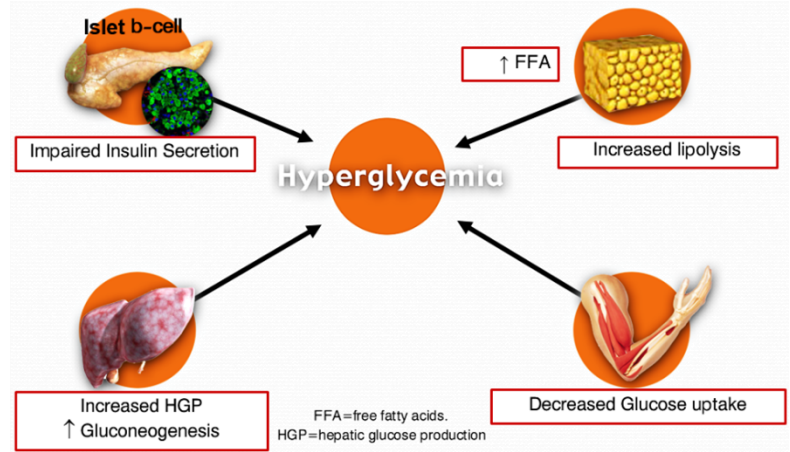 Islet b-cell
Impaired Insulin Secretion
↑ FFA
Increased lipolysis
Hyperglycemia
Increased HGP
↑ Gluconeogenesis
FFA=free fatty acids.
HGP=hepatic glucose production
Decreased Glucose uptake